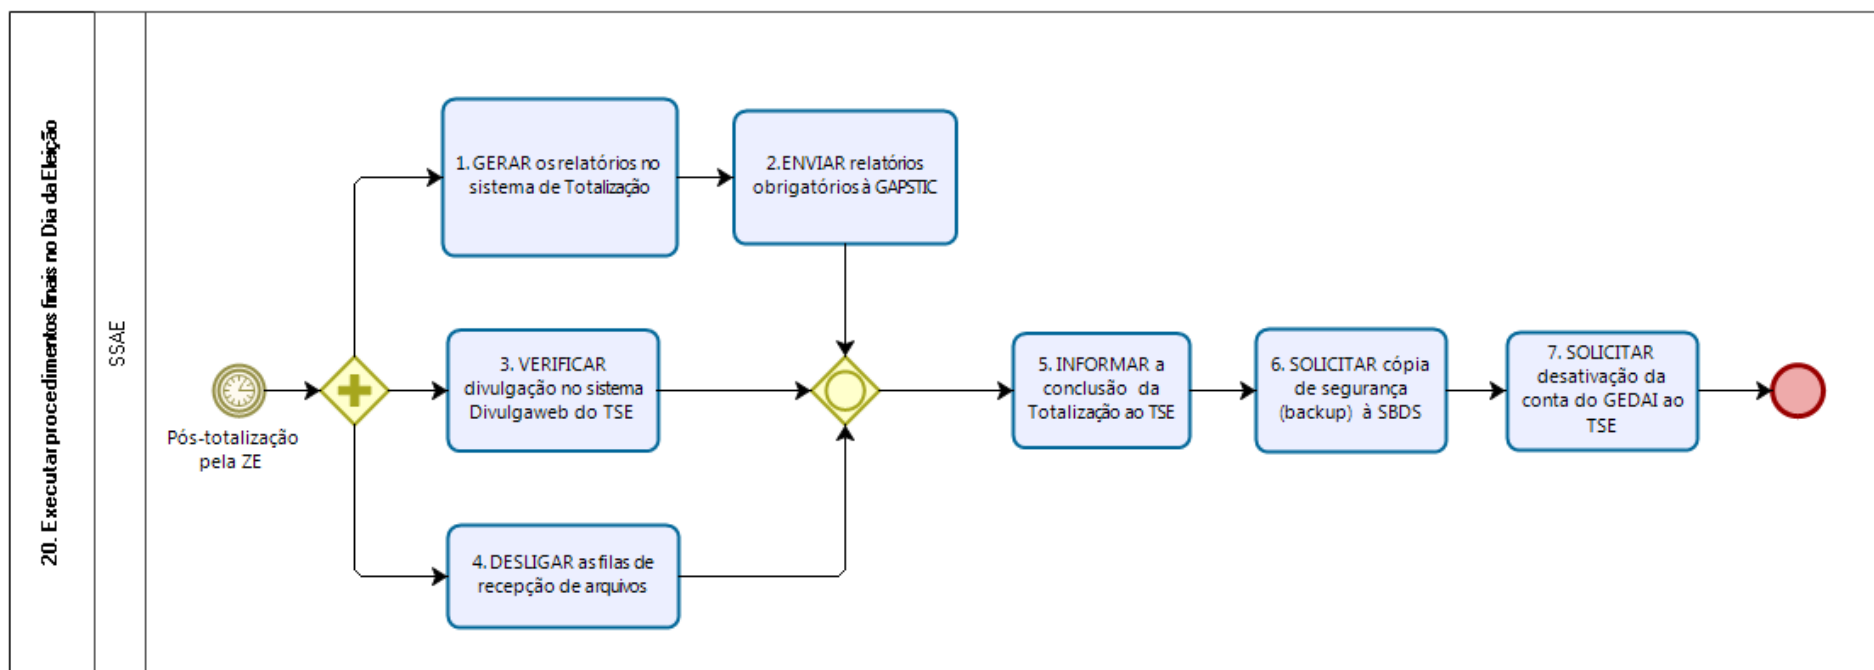 20. Executar procedimentos finais no Dia da Eleição
SSAE
Pós-totalização
pela ZE
1. GERAR os relatórios no
sistema de Totalização
2.ENVIAR relatórios
obrigatórios à GAPSTIC
3. VERIFICAR
divulgação no sistema
Divulgaweb do TSE
4. DESLIGAR as filas de
recepção de arquivos
5. INFORMAR a
conclusão da
Totalização ao TSE
6. SOLICITAR cópia
de segurança
(backup) à SBDS
7. SOLICITAR
desativação da
conta do GEDAI ao
TSE